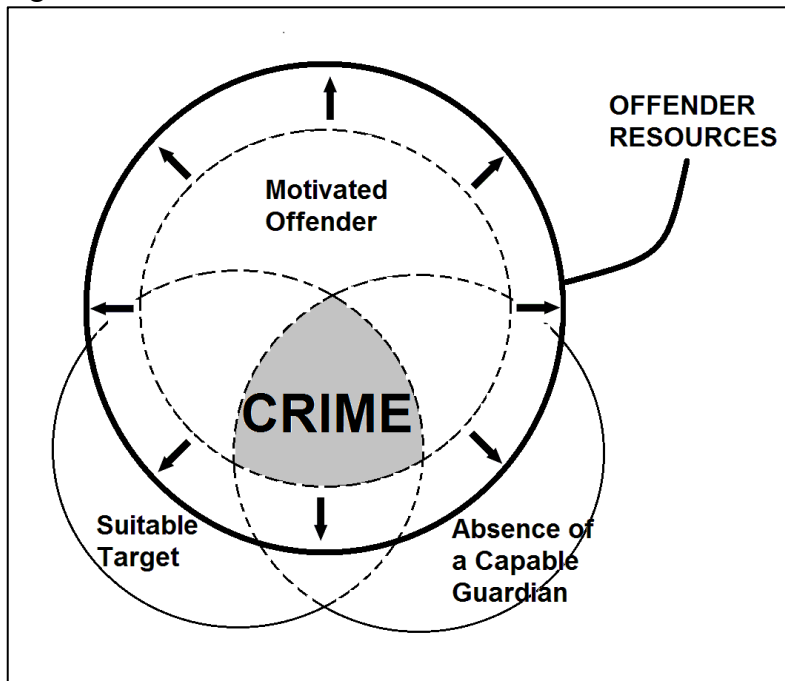 OFFENDER
RESOURCES
Motivated
Offender
CRIME
Suitable
Target
Absence of
a Capable
Guardian